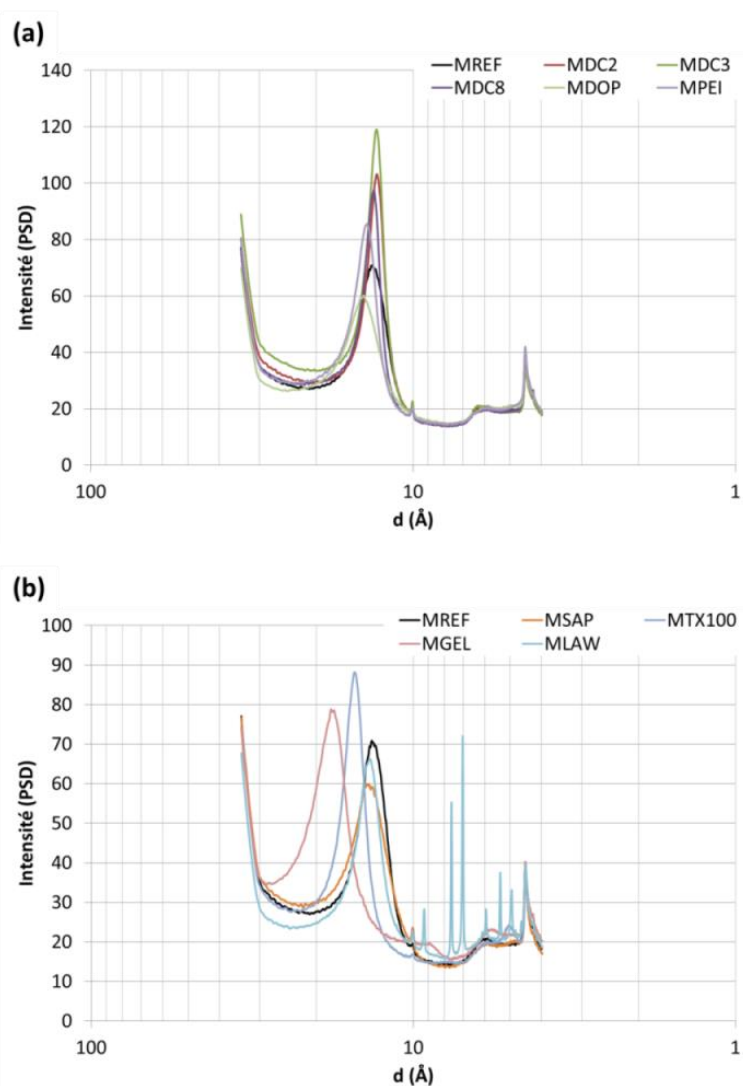 (a)
MREF MDC2 MDC3
MDC8 MDOP MPEI
140
120
100
80
60
40
20
0
Intensité (PSD)
100 10 1
d (Å)
(b)
MREF MSAP MTX100
MGEL MLAW
100
90
80
70
60
50
40
30
20
10
0
Intensité (PSD)
100 10 1
d (Å)